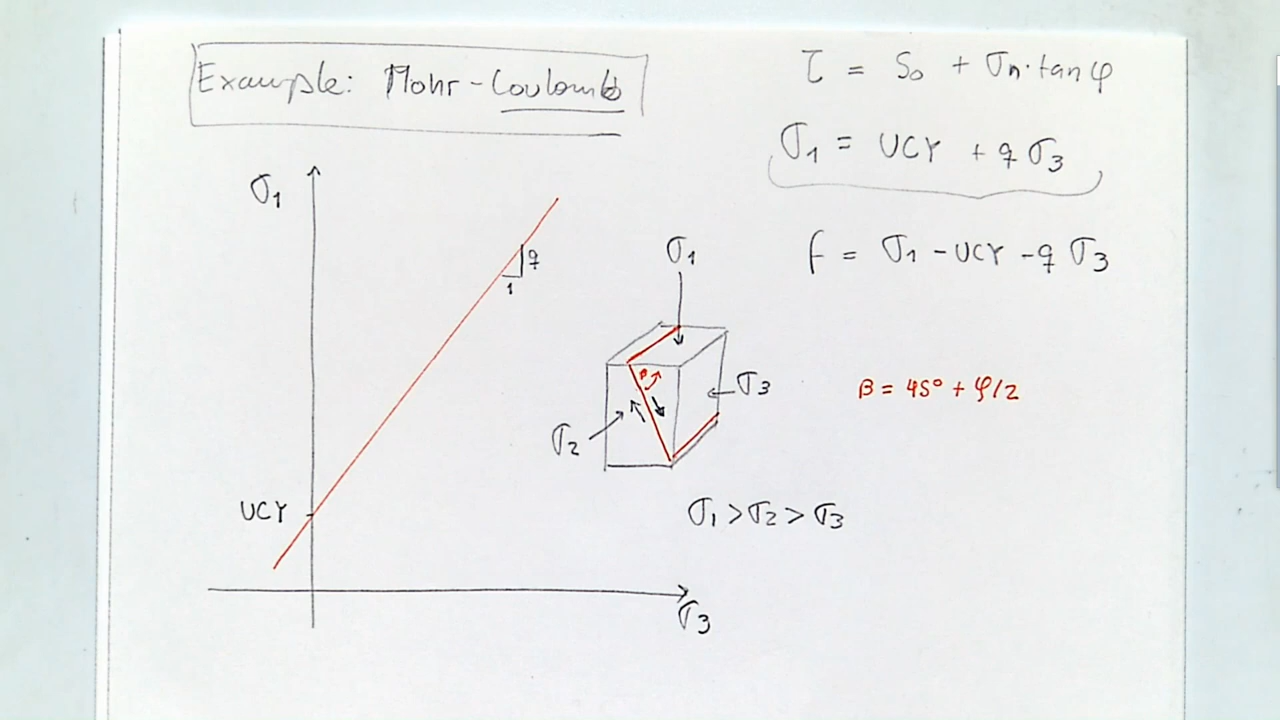 Example: Mohr-Coulomb
τ = S₀ + σn·tanφ
σ₁ = UCY + q σ₃
f = σ₁ - UCY - q σ₃
σ₁
q
1
UCY
σ₃
σ₁
β
σ₃
σ₂
σ₁ > σ₂ > σ₃
β = 45° + φ/2